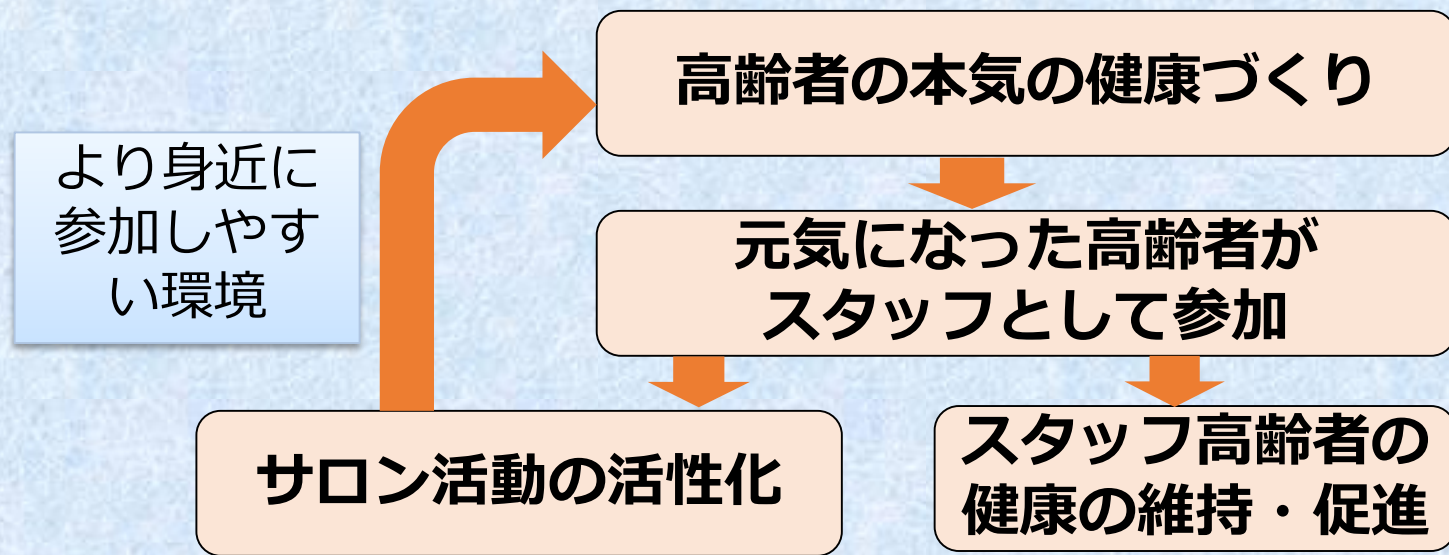 高齢者の本気の健康づくり
より身近に
参加しやす
い環境
元気になった高齢者が
スタッフとして参加
サロン活動の活性化
スタッフ高齢者の
健康の維持・促進